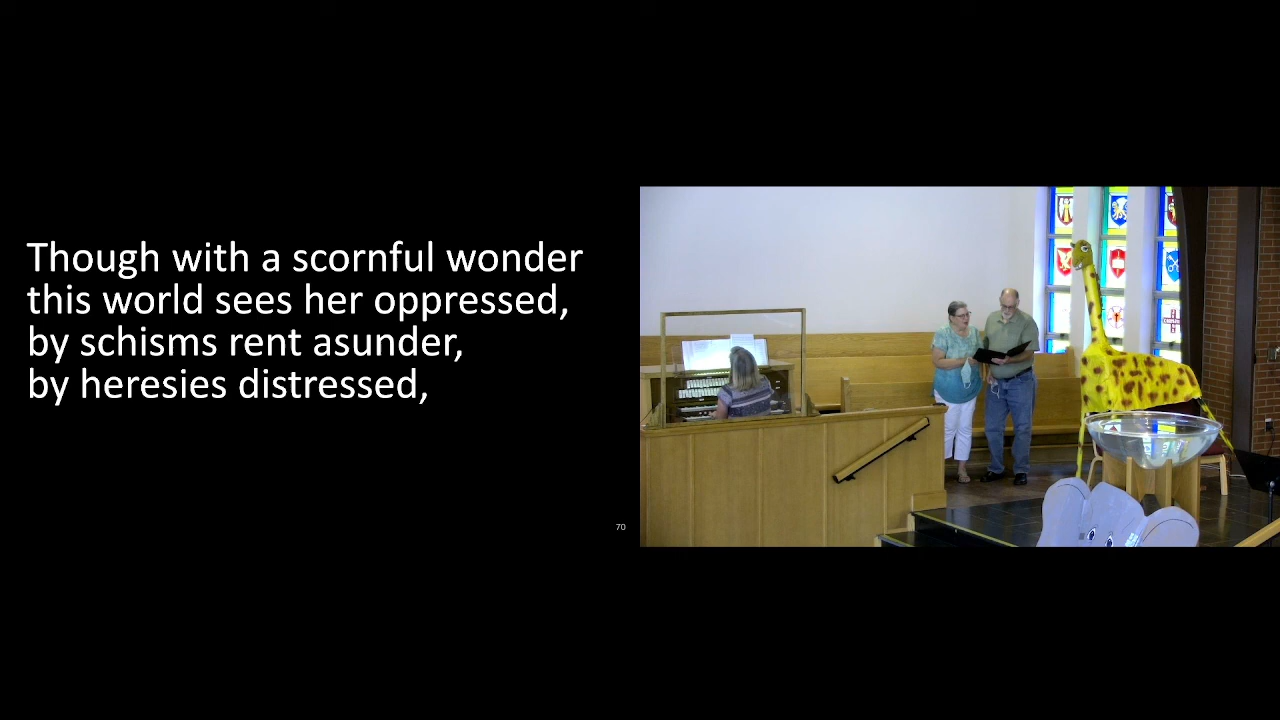 Though with a scornful wonder
this world sees her oppressed,
by schisms rent asunder,
by heresies distressed,
70